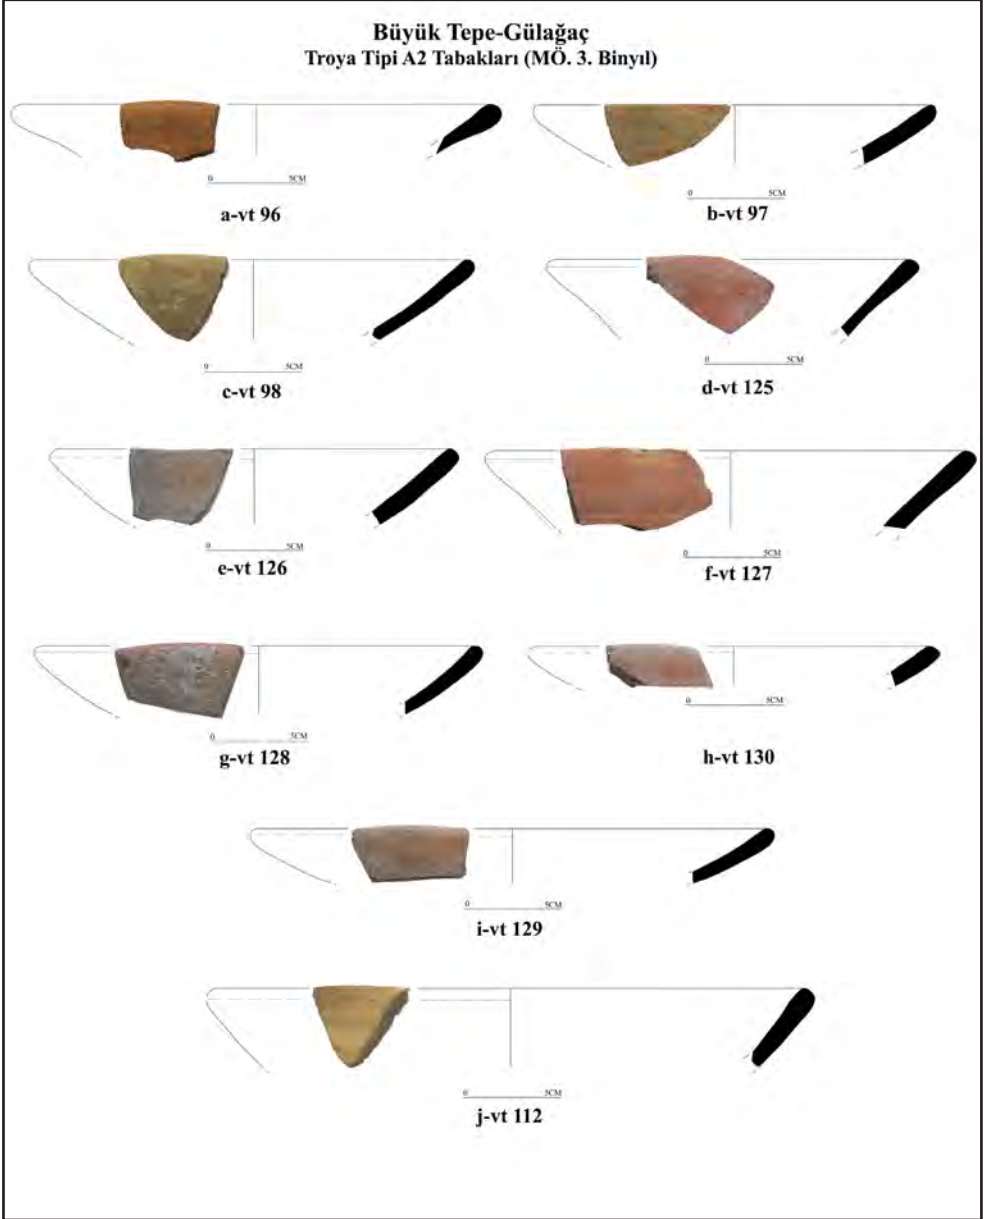 Büyük Tepe-Gülağaç
Troya Tipi A2 Tabakları (MÖ. 3. Binyıl)
0 5CM
a-vt 96
0 5CM
b-vt 97
0 5CM
c-vt 98
0 5CM
d-vt 125
0 5CM
e-vt 126
0 5CM
f-vt 127
0 5CM
g-vt 128
0 5CM
h-vt 130
0 5CM
i-vt 129
0 5CM
j-vt 112